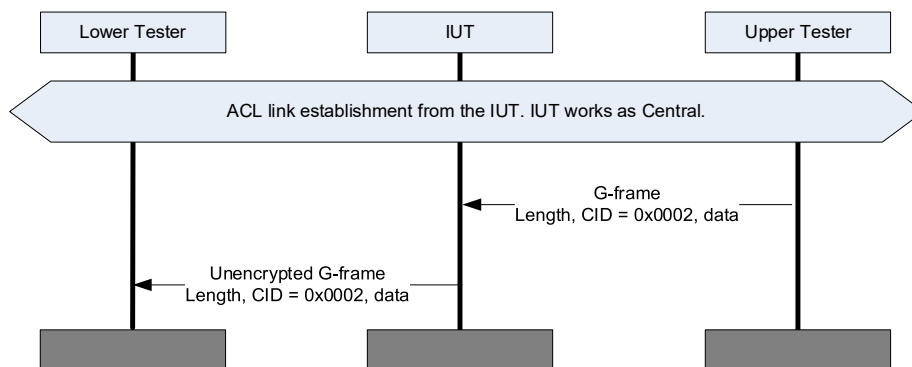 Lower Tester
IUT
Upper Tester
ACL link establishment from the IUT. IUT works as Central.
G-frame
Length, CID = 0x0002, data
Unencrypted G-frame
Length, CID = 0x0002, data